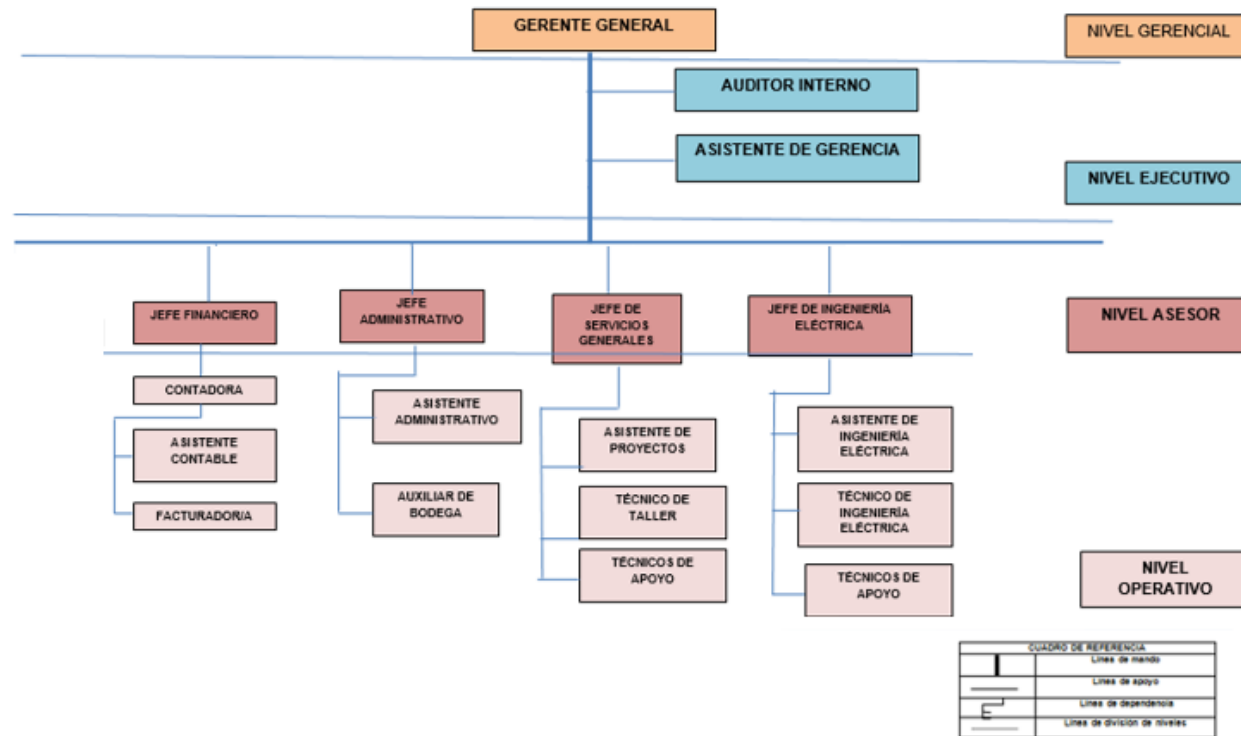 GERENTE GENERAL
NIVEL GERENCIAL
AUDITOR INTERNO
ASISTENTE DE GERENCIA
NIVEL EJECUTIVO
JEFE FINANCIERO
JEFE
ADMINISTRATIVO
JEFE DE
SERVICIOS
GENERALES
JEFE DE INGENIERÍA
ELÉCTRICA
NIVEL ASESOR
CONTADORA
ASISTENTE
CONTABLE
FACTURADOR/A
ASISTENTE
ADMINISTRATIVO
AUXILIAR DE
BODEGA
ASISTENTE DE
PROYECTOS
TÉCNICO DE
TALLER
TÉCNICOS DE
APOYO
ASISTENTE DE
INGENIERÍA
ELÉCTRICA
TÉCNICO DE
INGENIERÍA
ELÉCTRICA
TÉCNICOS DE
APOYO
NIVEL
OPERATIVO
CUADRO DE REFERENCIA
Línea de mando
Línea de apoyo
Línea de dependencia
Línea de división de niveles